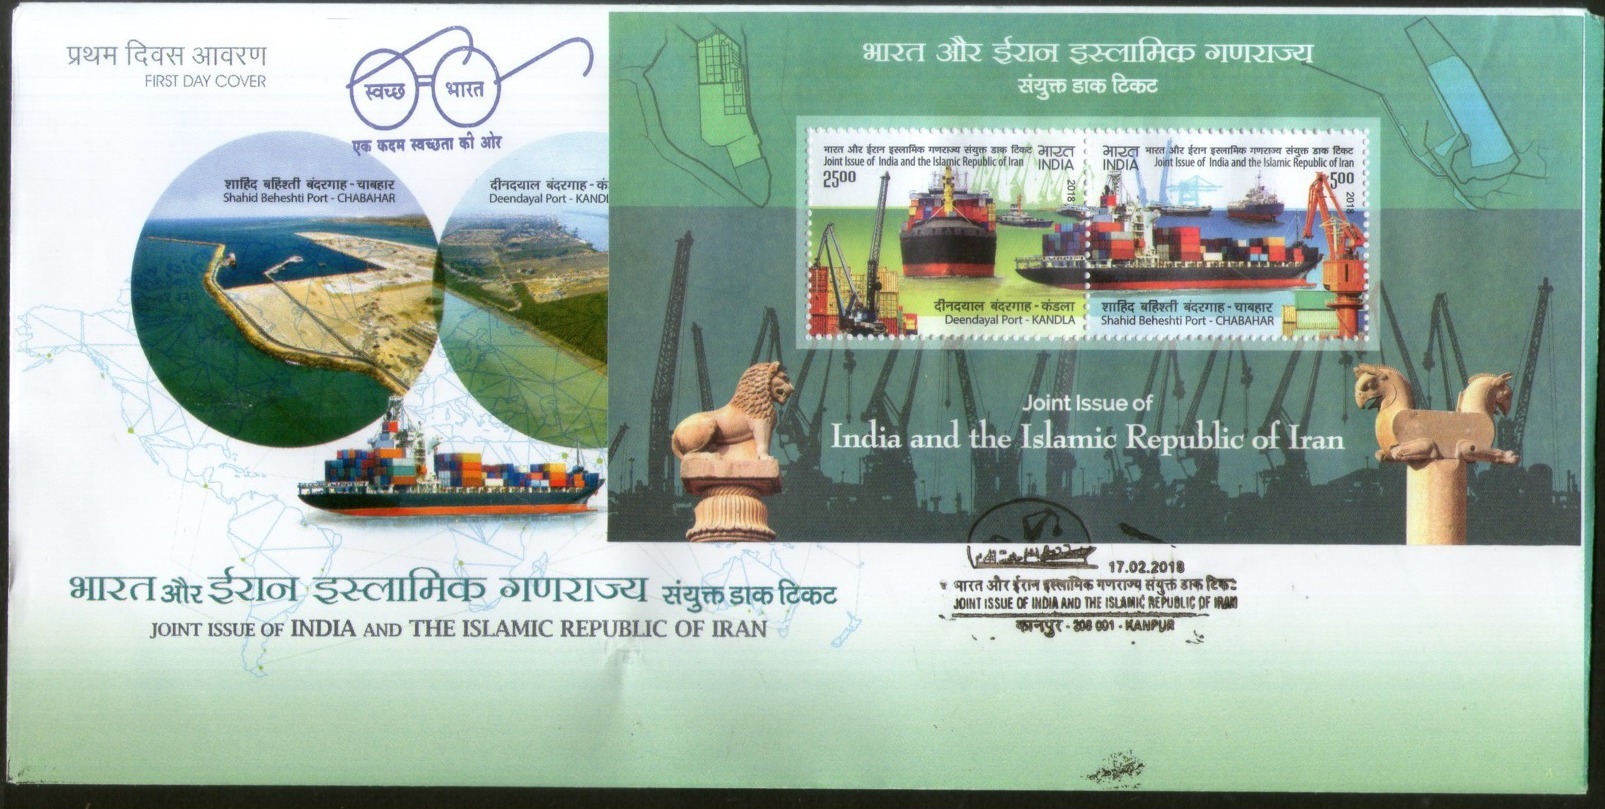 प्रथम दिवस आवरण
FIRST DAY COVER
स्वच्छ भारत
एक कदम स्वच्छता की ओर
शाहिद बहिश्ती बंदरगाह - चाबहार
Shahid Beheshti Port - CHABAHAR
दीनदयाल बंदरगाह - कं
Deendayal Port - KANDL
भारत और ईरान इस्लामिक गणराज्य
संयुक्त डाक टिकट
भारत और ईरान इस्लामिक गणराज्य संयुक्त डाक टिकट भारत
Joint Issue of India and the Islamic Republic of Iran INDIA
2500
2018
दीनदयाल बंदरगाह - कंडला
Deendayal Port - KANDLA
भारत भारत और ईरान इस्लामिक गणराज्य संयुक्त डाक टिकट
INDIA Joint Issue of India and the Islamic Republic of Iran
500
2018
शाहिद बहिश्ती बंदरगाह - चाबहार
Shahid Beheshti Port - CHABAHAR
Joint Issue of
India and the Islamic Republic of Iran
भारत और ईरान इस्लामिक गणराज्य संयुक्त डाक टिकट
JOINT ISSUE OF INDIA AND THE ISLAMIC REPUBLIC OF IRAN
17.02.2018
भारत और ईरान इस्लामिक गणराज्य संयुक्त डाक टिकट
JOINT ISSUE OF INDIA AND THE ISLAMIC REPUBLIC OF IRAN
कानपुर - 208 001 - KANPUR